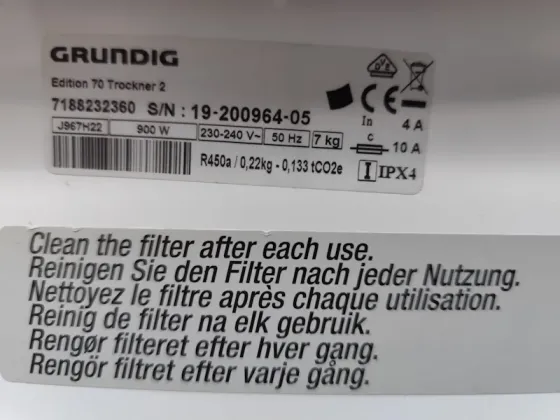 GRUNDIG
Edition 70 Trockner 2
7188232360 S/N : 19-200964-05
J967H22 900 W 230-240 V~ 50 Hz 7 kg
R450a / 0,22kg - 0,133 tCO2e
OVE
CE
In 4 A
c 10 A
I IPX4
Clean the filter after each use.
Reinigen Sie den Filter nach jeder Nutzung.
Nettoyez le filtre après chaque utilisation.
Reinig de filter na elk gebruik.
Rengør filteret efter hver gang.
Rengör filtret efter varje gång.